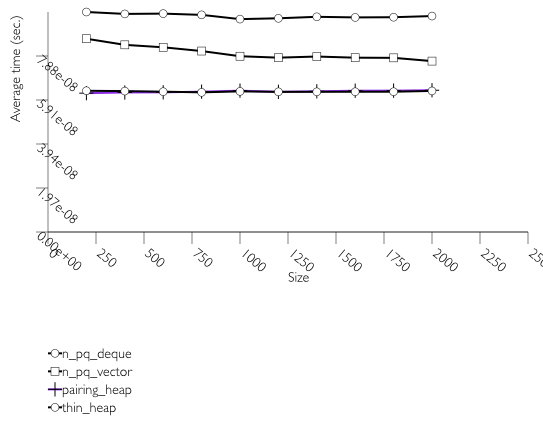 Average time (sec.)
7.88e-08
5.91e-08
3.94e-08
1.97e-08
0.00e+00
0
250
500
750
1000
1250
1500
1750
2000
2250
250
Size
n_pq_deque
n_pq_vector
pairing_heap
thin_heap